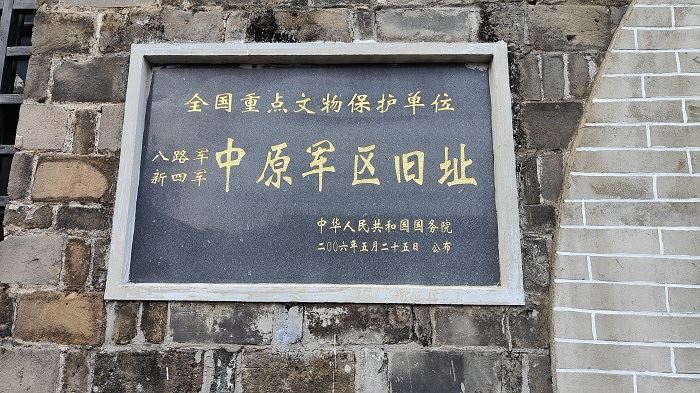 全国重点文物保护单位
八路军
新四军
中原军区旧址
中华人民共和国国务院
二〇〇六年五月二十五日 公布